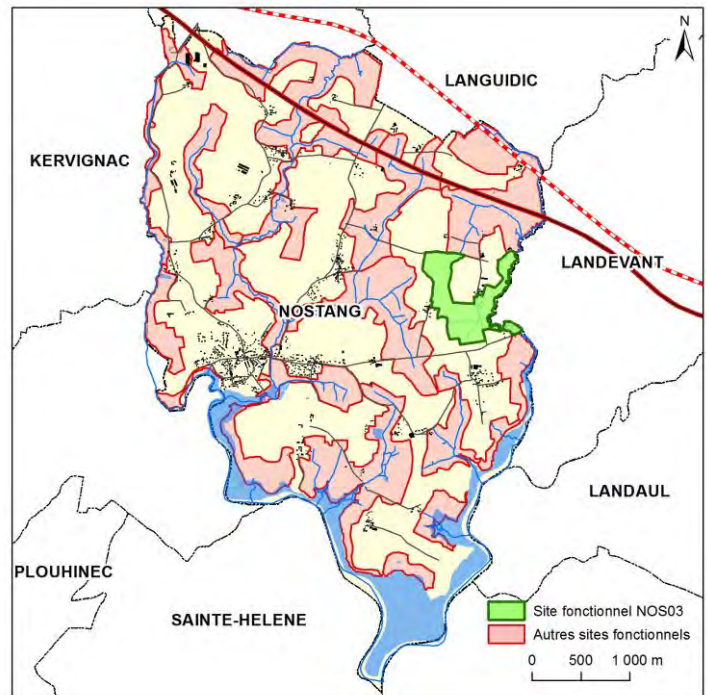 N
LANGUIDIC
KERVIGNAC
LANDEVANT
NOSTANG
LANDAUL
PLOUHINEC
SAINTE-HELENE
Site fonctionnel NOS03
Autres sites fonctionnels
0 500 1 000 m